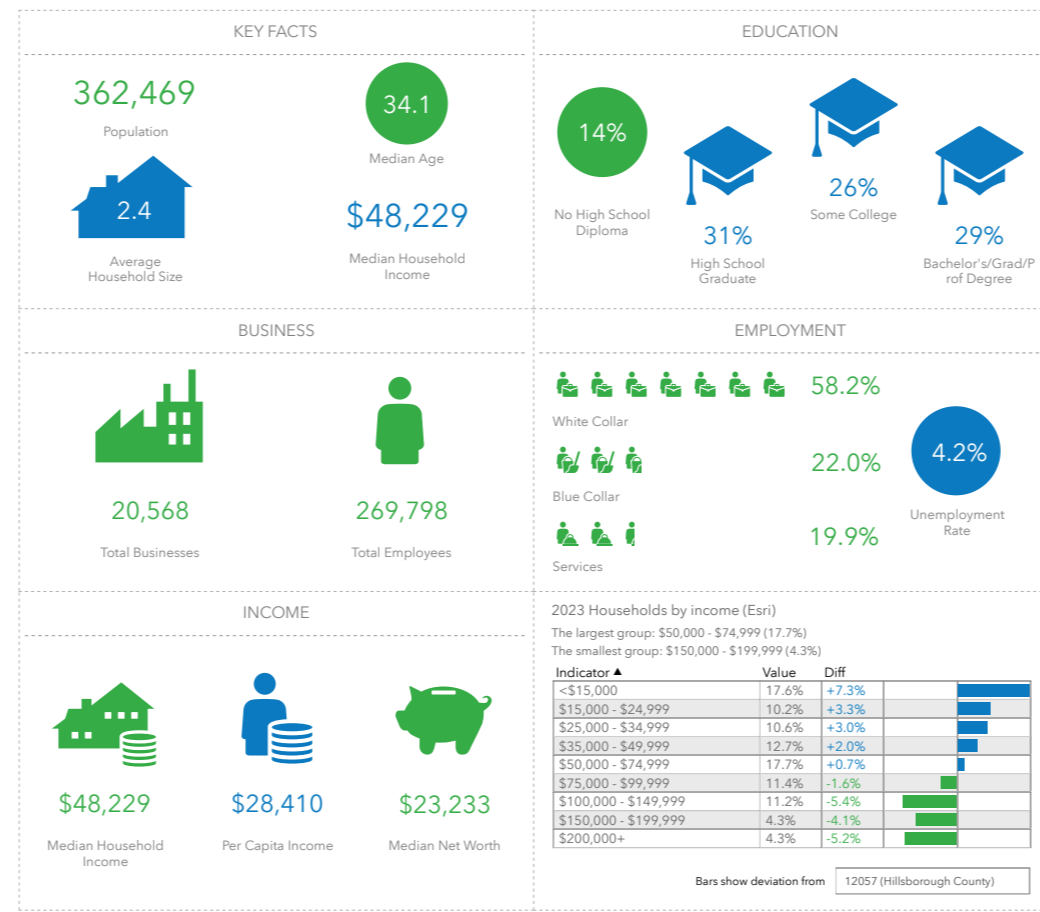 KEY FACTS
362,469
Population
34.1
Median Age
2.4
Average
Household Size
$48,229
Median Household
Income
EDUCATION
14%
No High School
Diploma
31%
High School
Graduate
26%
Some College
29%
Bachelor's/Grad/P
rof Degree
BUSINESS
20,568
Total Businesses
269,798
Total Employees
EMPLOYMENT
58.2%
White Collar
22.0%
Blue Collar
19.9%
Services
4.2%
Unemployment
Rate
INCOME
$48,229
Median Household
Income
$28,410
Per Capita Income
$23,233
Median Net Worth
2023 Households by income (Esri)
The largest group: $50,000 - $74,999 (17.7%)
The smallest group: $150,000 - $199,999 (4.3%)
Indicator ▲ Value Diff
<$15,000 17.6% +7.3%
$15,000 - $24,999 10.2% +3.3%
$25,000 - $34,999 10.6% +3.0%
$35,000 - $49,999 12.7% +2.0%
$50,000 - $74,999 17.7% +0.7%
$75,000 - $99,999 11.4% -1.6%
$100,000 - $149,999 11.2% -5.4%
$150,000 - $199,999 4.3% -4.1%
$200,000+ 4.3% -5.2%
Bars show deviation from 12057 (Hillsborough County)